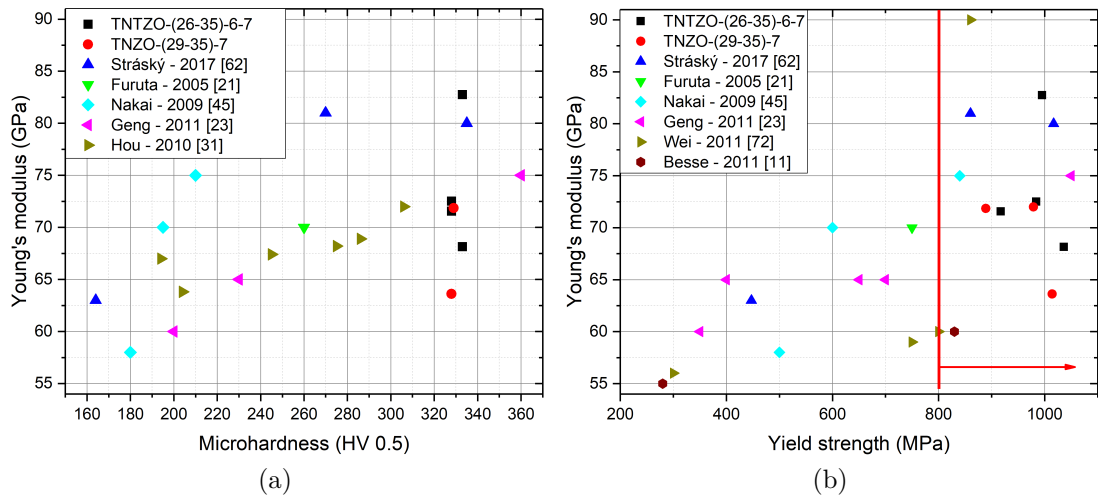 90
85
80
75
70
65
60
55
Young's modulus (GPa)
TNTZO-(26-35)-6-7
TNZO-(29-35)-7
Stráský - 2017 [62]
Furuta - 2005 [21]
Nakai - 2009 [45]
Geng - 2011 [23]
Hou - 2010 [31]
160 180 200 220 240 260 280 300 320 340 360
Microhardness (HV 0.5)
(a)
90
85
80
75
70
65
60
55
Young's modulus (GPa)
TNTZO-(26-35)-6-7
TNZO-(29-35)-7
Stráský - 2017 [62]
Furuta - 2005 [21]
Nakai - 2009 [45]
Geng - 2011 [23]
Wei - 2011 [72]
Besse - 2011 [11]
200 400 600 800 1000
Yield strength (MPa)
(b)